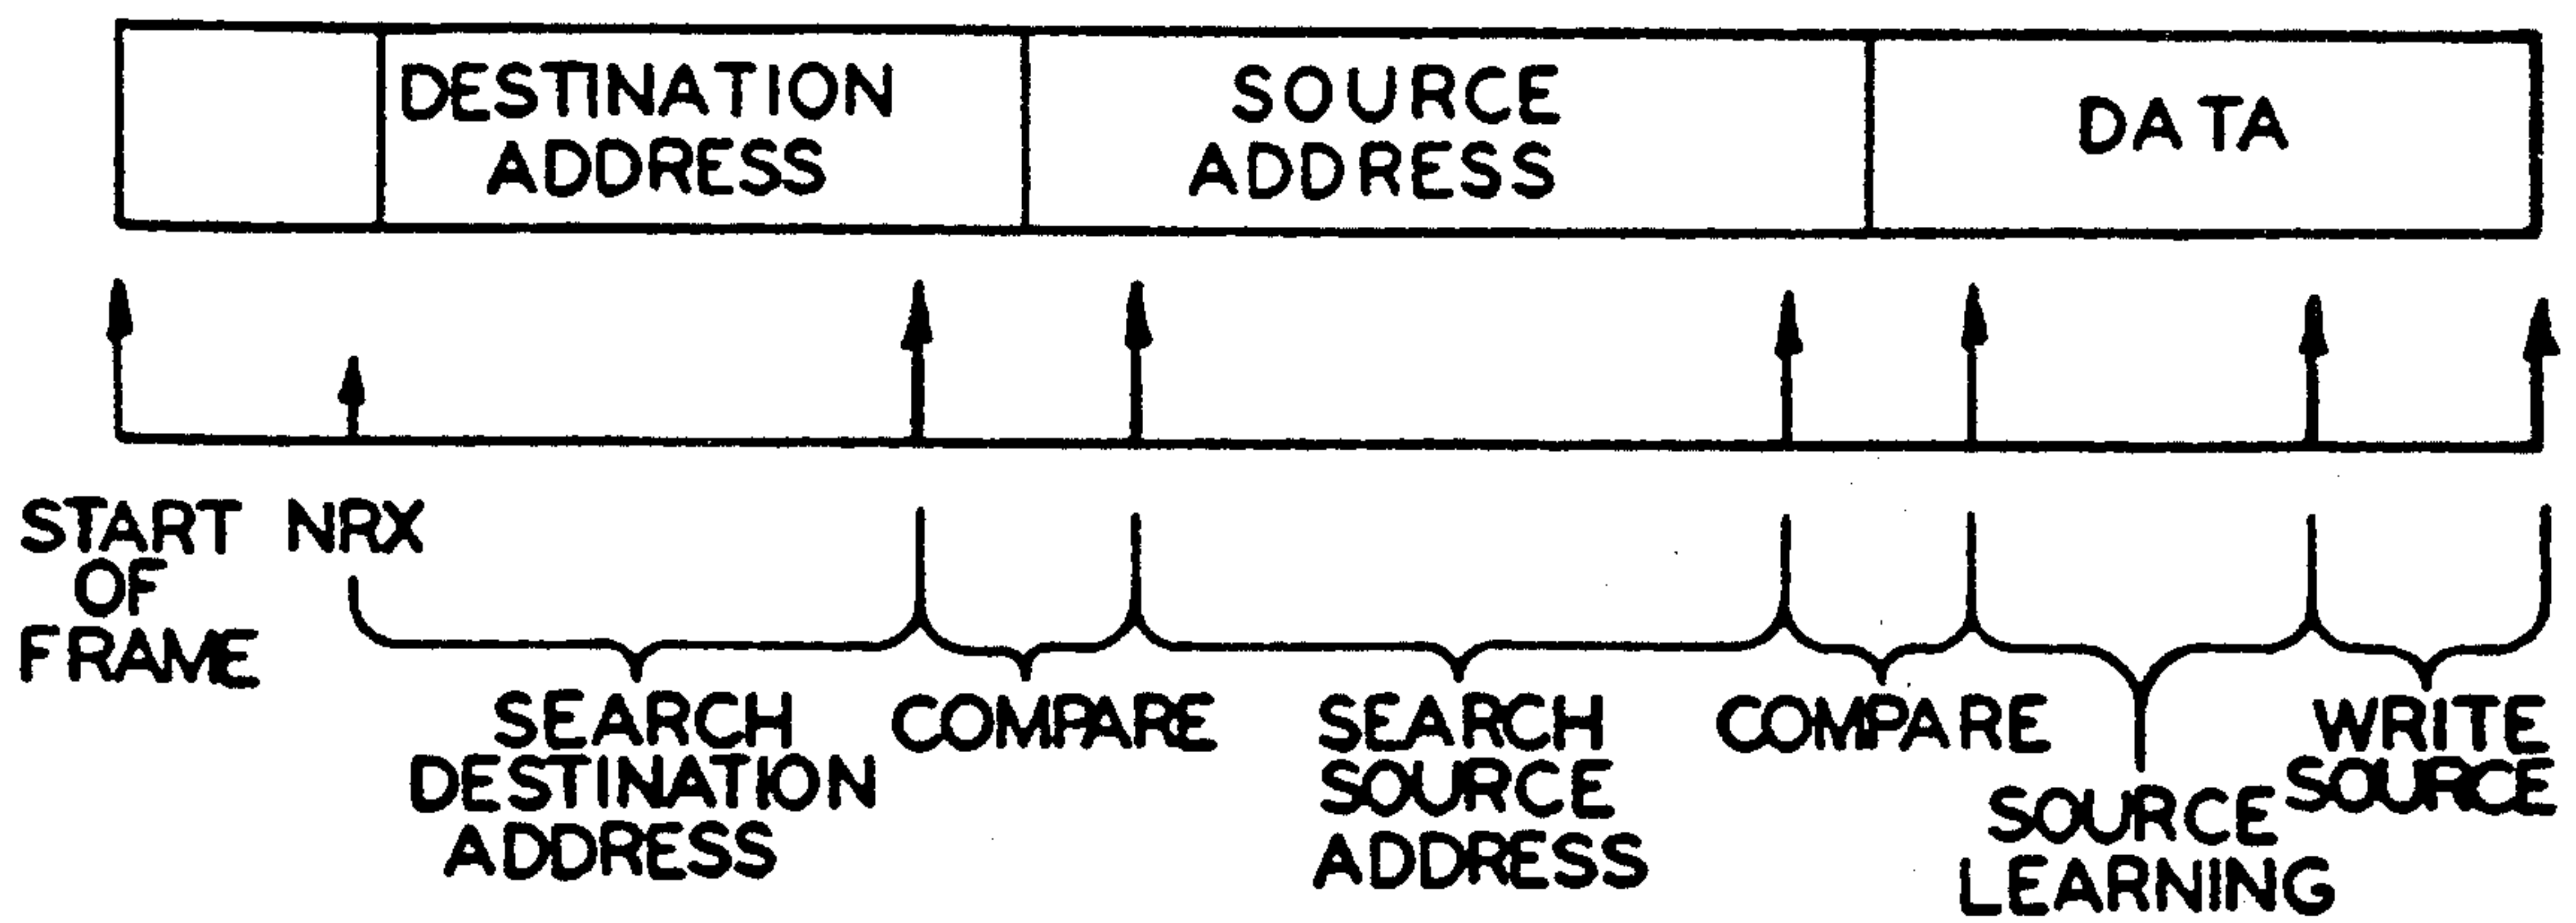 DESTINATION
ADDRESS
SOURCE
ADDRESS
DATA
START
OF
FRAME
NRX
SEARCH
DESTINATION
ADDRESS
COMPARE
SEARCH
SOURCE
ADDRESS
COMPARE
SOURCE
LEARNING
WRITE
SOURCE